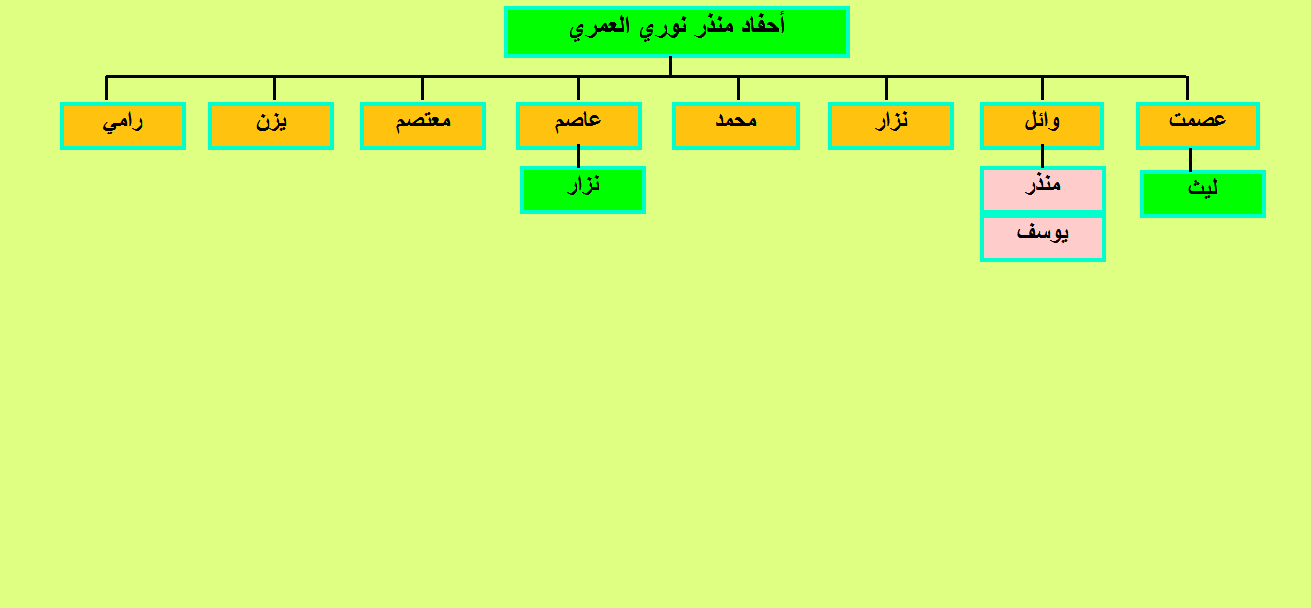 أحفاد منذر نوري العمري
عصمت
وائل
نزار
محمد
عاصم
معتصم
يزن
رامي
ليث
منذر
نزار
يوسف